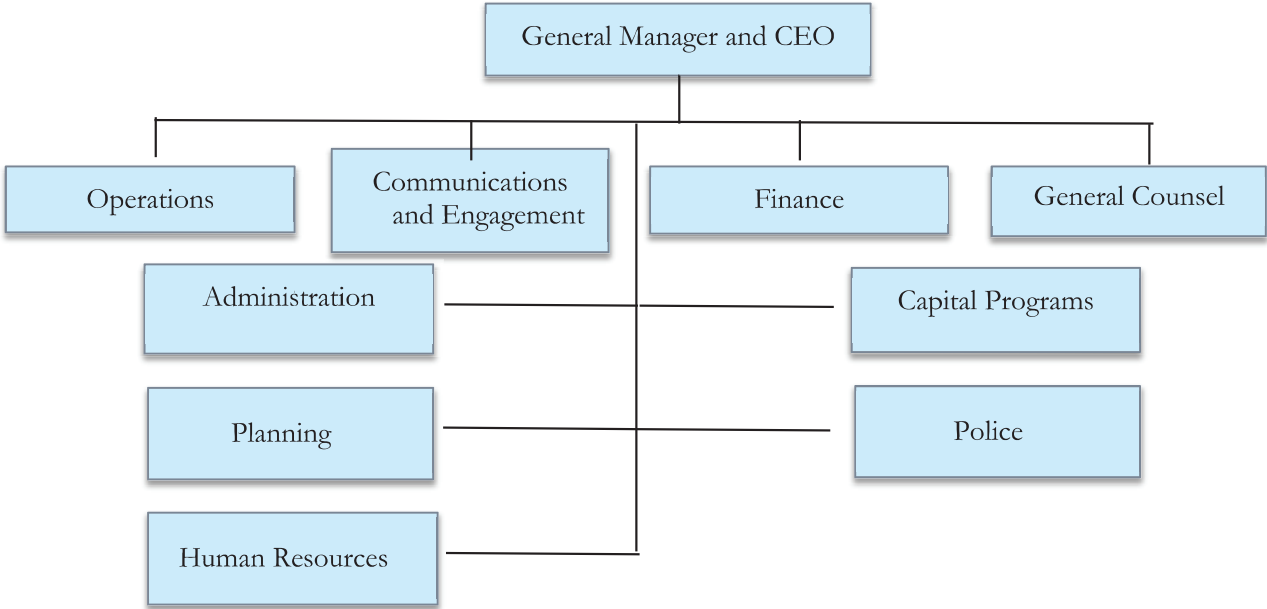 General Manager and CEO
Operations
Communications
and Engagement
Finance
General Counsel
Administration
Capital Programs
Planning
Police
Human Resources